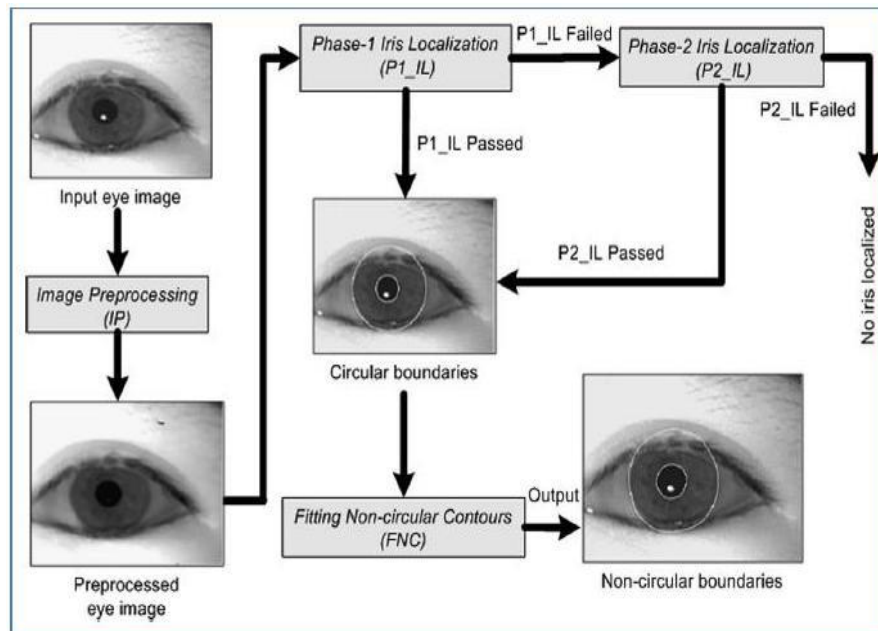 Input eye image
Image Preprocessing
(IP)
Preprocessed
eye image
Phase-1 Iris Localization
(P1_IL)
P1_IL Failed
Phase-2 Iris Localization
(P2_IL)
P2_IL Failed
No iris localized
P1_IL Passed
P2_IL Passed
Circular boundaries
Fitting Non-circular Contours
(FNC)
Output
Non-circular boundaries